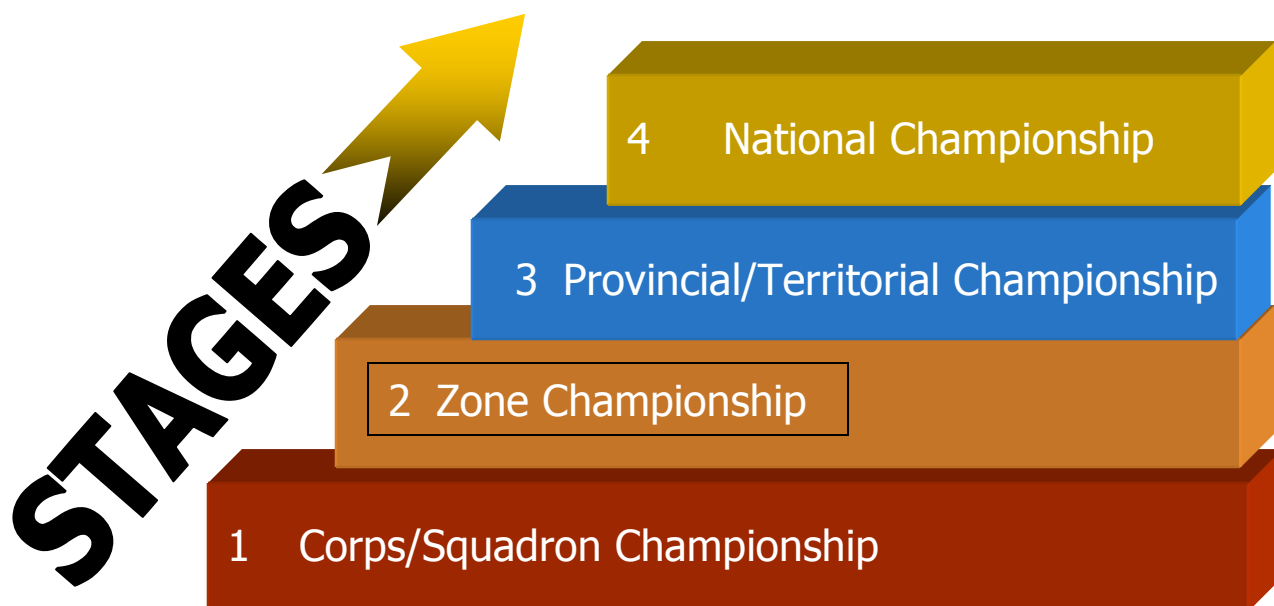 STAGES
4 National Championship
3 Provincial/Territorial Championship
2 Zone Championship
1 Corps/Squadron Championship